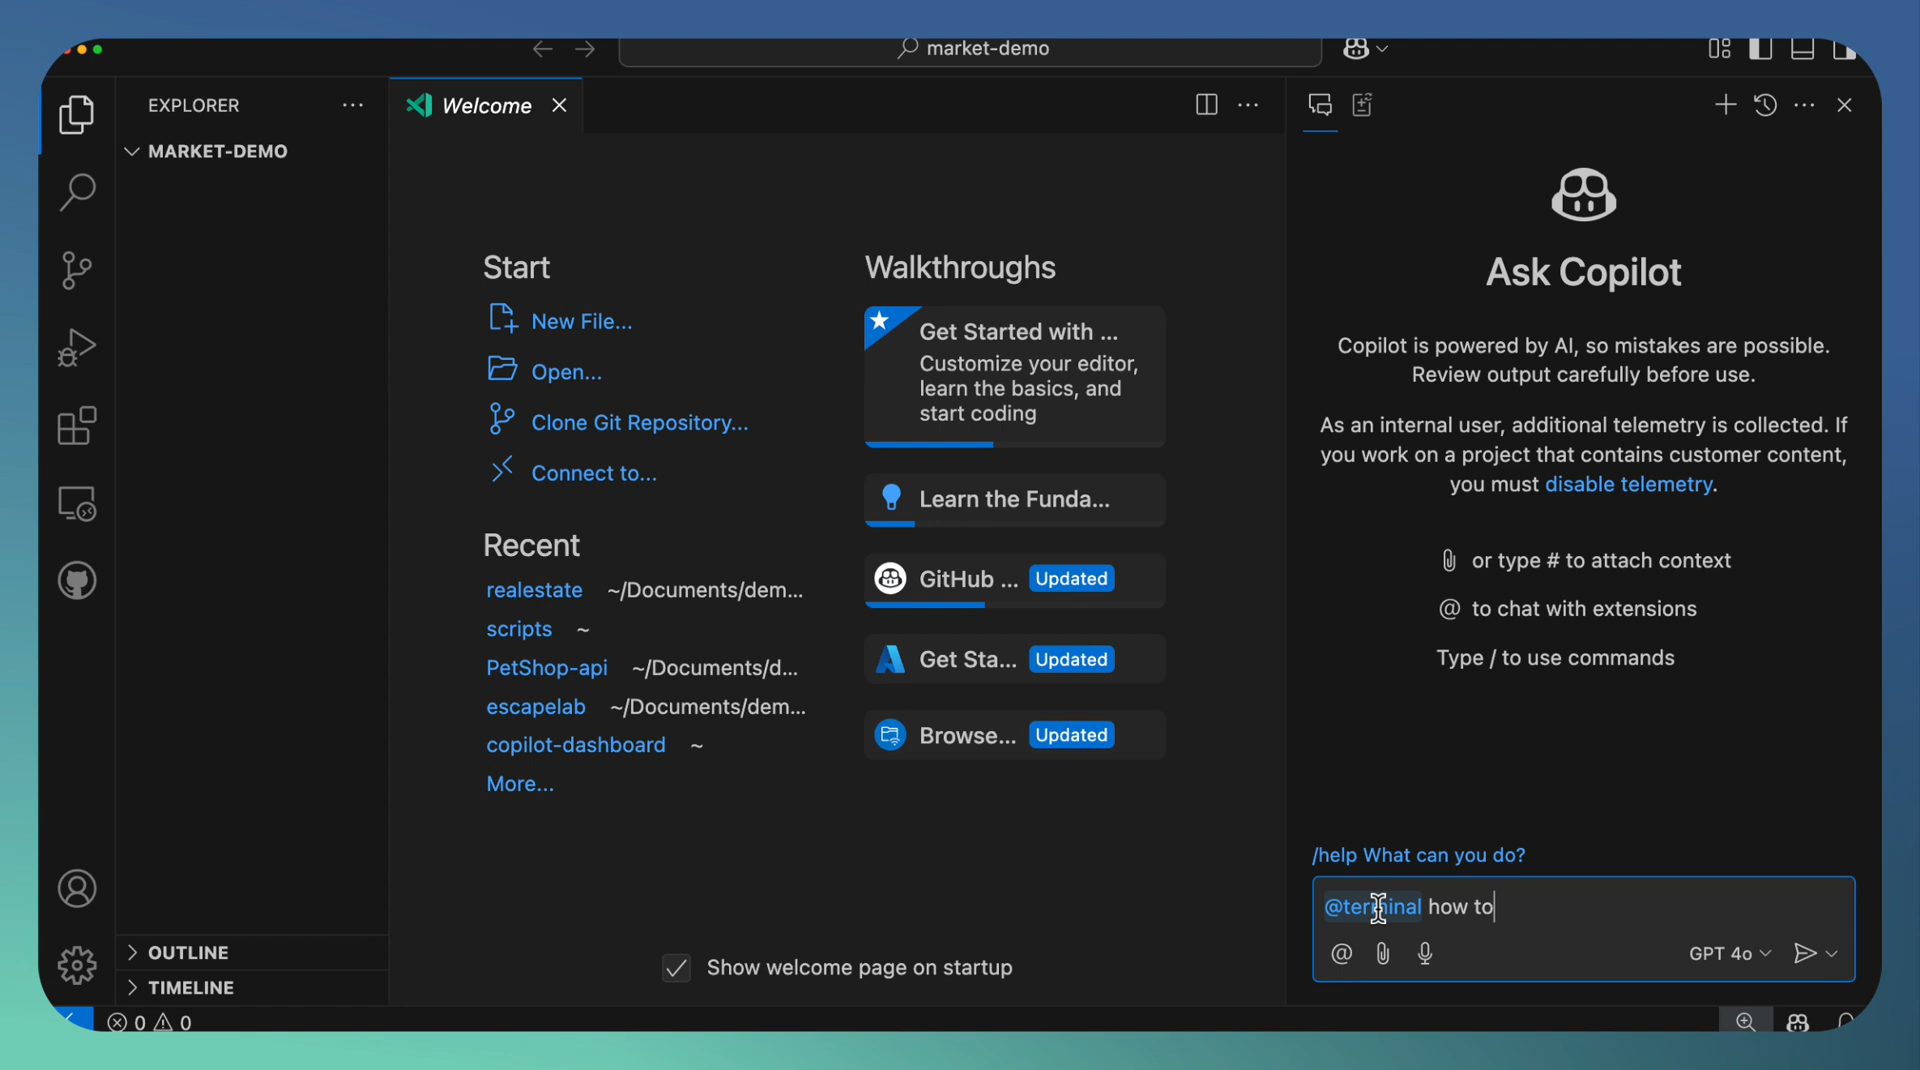 market-demo
EXPLORER
MARKET-DEMO
Welcome
Start
New File...
Open...
Clone Git Repository...
Connect to...
Recent
realestate ~/Documents/dem...
scripts ~
PetShop-api ~/Documents/d...
escapelab ~/Documents/dem...
copilot-dashboard ~
More...
Walkthroughs
Get Started with ...
Customize your editor,
learn the basics, and
start coding
Learn the Funda...
GitHub ... Updated
Get Sta... Updated
Browse... Updated
Show welcome page on startup
Ask Copilot
Copilot is powered by AI, so mistakes are possible.
Review output carefully before use.
As an internal user, additional telemetry is collected. If
you work on a project that contains customer content,
you must disable telemetry.
or type # to attach context
@ to chat with extensions
Type / to use commands
/help What can you do?
@terminal how to
@ GPT 4o
OUTLINE
TIMELINE
0 0